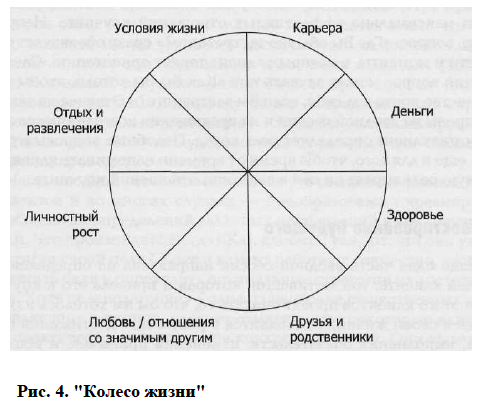 Условия жизни
Карьера
Отдых и
развлечения
Деньги
Личностный
рост
Здоровье
Любовь / отношения
со значимым другим
Друзья и
родственники
Рис. 4. "Колесо жизни"